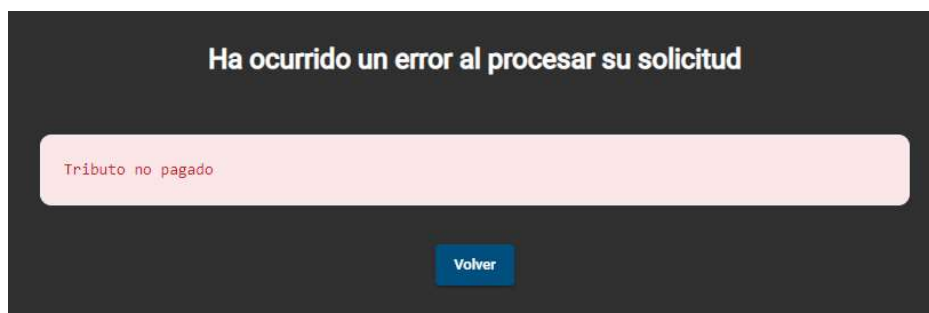 Ha ocurrido un error al procesar su solicitud
Tributo no pagado
Volver